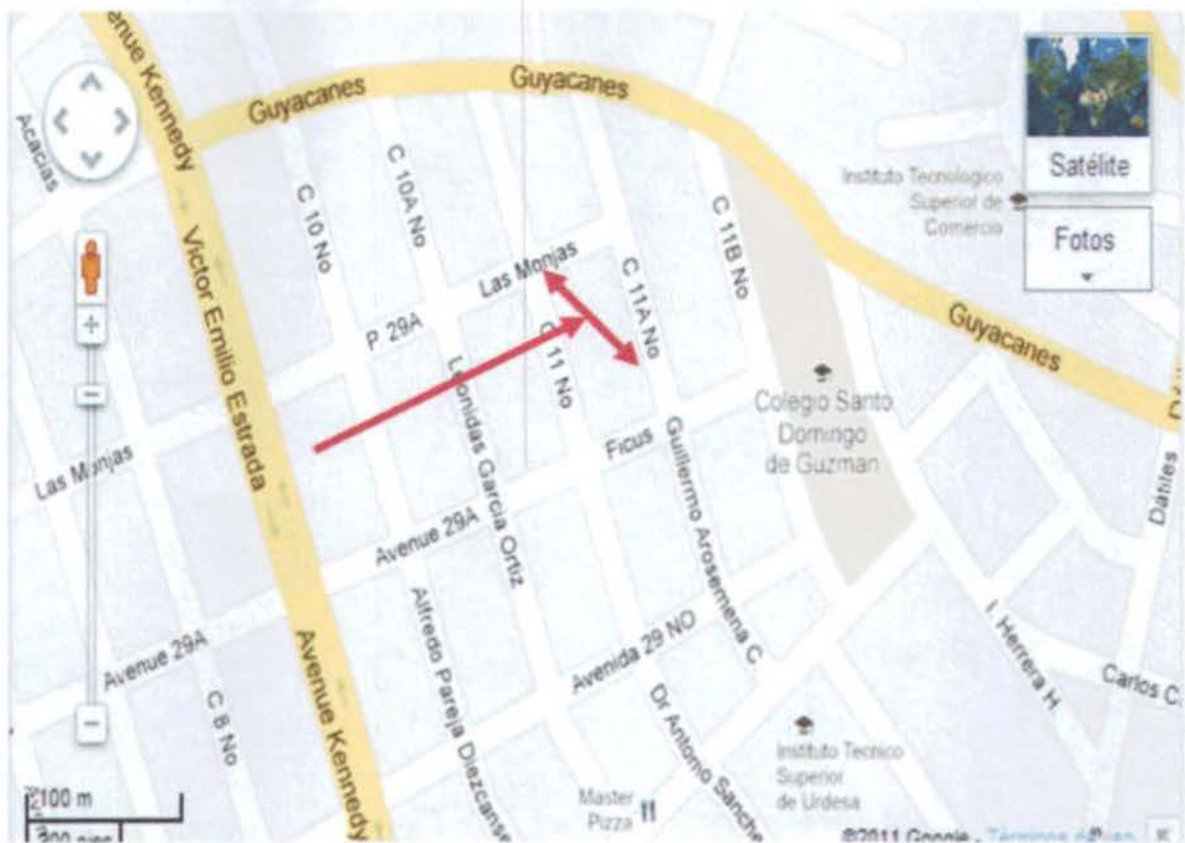 Avenue Kennedy
Acacias
Guyacanes
Guyacanes
C 10 No
C 10A No
Instituto Tecnologico
Superior de
Comercio
Satélite
Fotos
Victor Emilio Estrada
Las Monjas
C 11A No
C 11B No
P. 29A
11 No
Guyacanes
Leonidas Garcia Ortiz
Colegio Santo
Domingo
de Guzman
Ficus
Guillermo Arosemena C
Las Monjas
Dátiles
Avenue 29A
Avenue 29A
C 8 No
Avenue Kennedy
Alfredo Pareja Diezcanse
Avenida 29 NO
Dr Antonio Sanche
I. Herrera H
Carlos C.
Instituto Tecnico
Superior
de Urdesa
Master
Pizza
100 m
©2011 Google -